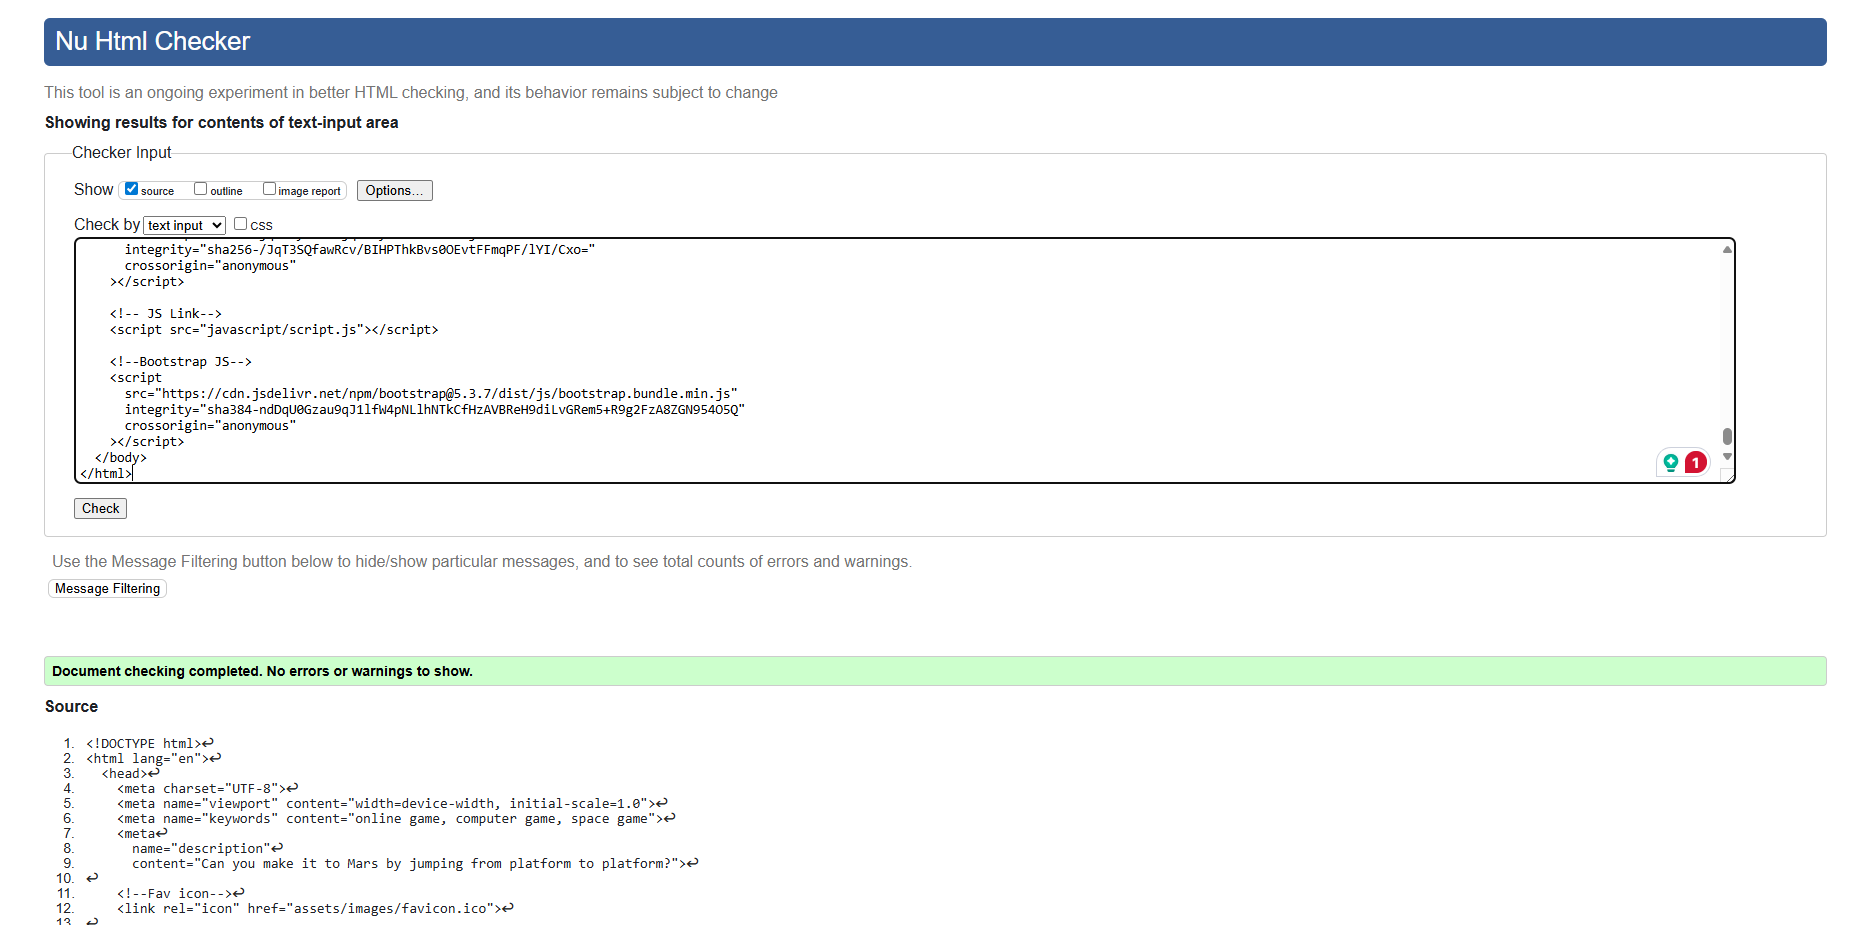 Nu Html Checker
This tool is an ongoing experiment in better HTML checking, and its behavior remains subject to change
Showing results for contents of text-input area
Checker Input
Show source outline image report Options...
Check by text input css
integrity="sha256-/JqT3SQfawRcv/BIHPThkBvs0OEvtFFmqPF/lYI/Cxo="
crossorigin="anonymous"
></script>
<!-- JS Link-->
<script src="javascript/script.js"></script>
<!--Bootstrap JS-->
<script
src="https://cdn.jsdelivr.net/npm/bootstrap@5.3.7/dist/js/bootstrap.bundle.min.js"
integrity="sha384-ndDqU0Gzau9qJ1lfW4pNLlhNTkCfHzAVBReH9diLvGRem5+R9g2FzA8ZGN954O5Q"
crossorigin="anonymous"
></script>
</body>
</html>
1
Check
Use the Message Filtering button below to hide/show particular messages, and to see total counts of errors and warnings.
Message Filtering
Document checking completed. No errors or warnings to show.
Source
1. <!DOCTYPE html>↩
2. <html lang="en">↩
3. <head>↩
4. <meta charset="UTF-8">↩
5. <meta name="viewport" content="width=device-width, initial-scale=1.0">↩
6. <meta name="keywords" content="online game, computer game, space game">↩
7. <meta↩
8. name="description"↩
9. content="Can you make it to Mars by jumping from platform to platform?">↩
10. ↩
11. <!--Fav icon-->↩
12. <link rel="icon" href="assets/images/favicon.ico">↩
13. ↩